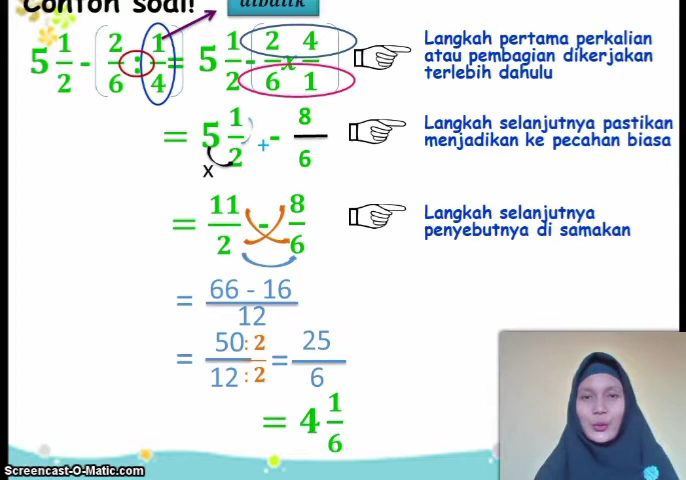 Contoh soal!
dibalik
5 1/2 - (2/6 : 1/4) = 5 1/2 - (2/6 x 4/1)
Langkah pertama perkalian
atau pembagian dikerjakan
terlebih dahulu
= 5 1/2 - 8/6
+
x
Langkah selanjutnya pastikan
menjadikan ke pecahan biasa
= 11/2 - 8/6
Langkah selanjutnya
penyebutnya di samakan
= 66 - 16 / 12
= 50 : 2 / 12 : 2 = 25/6
= 4 1/6
Screencast-O-Matic.com